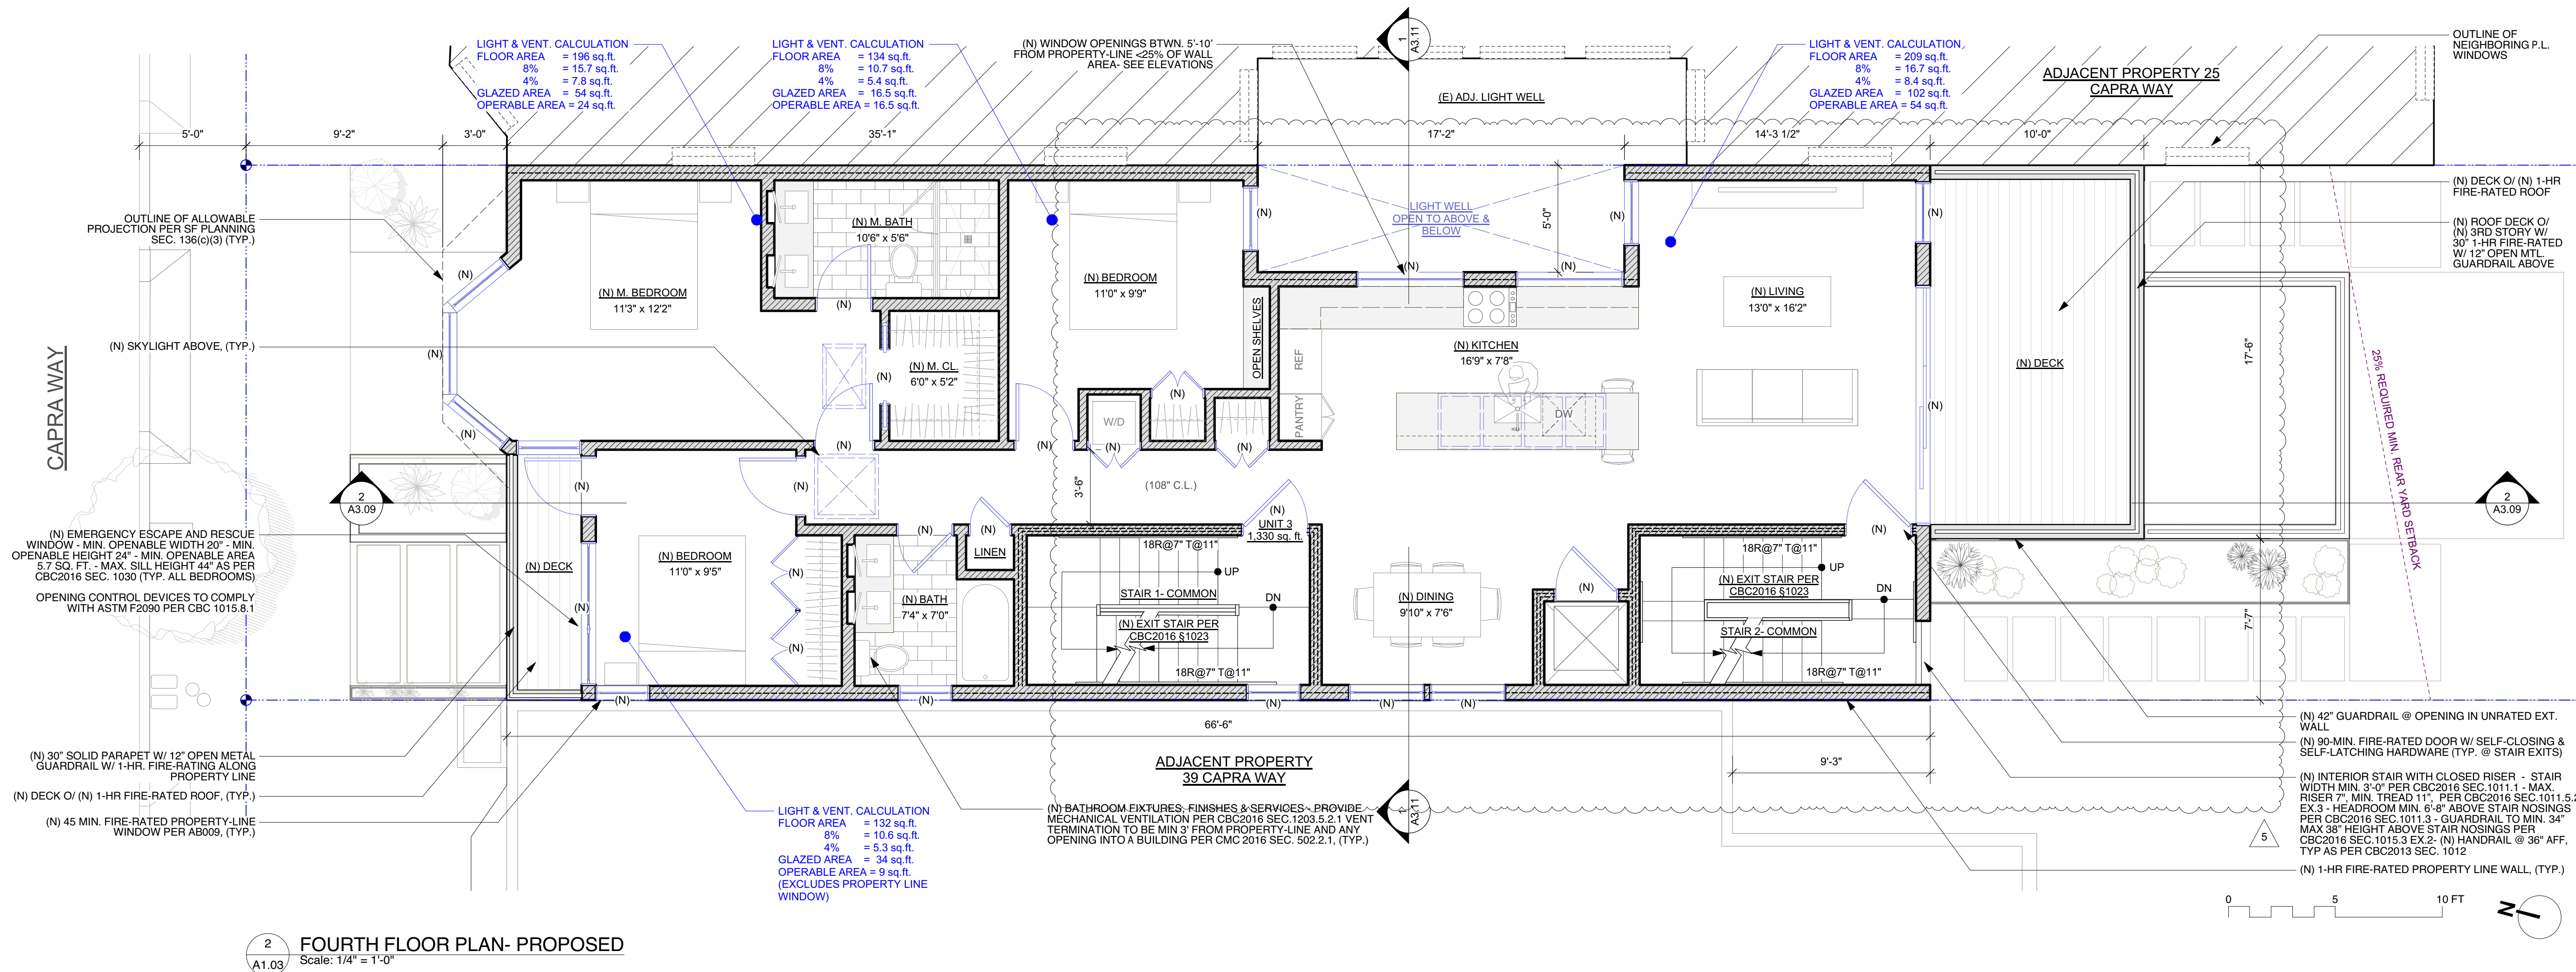 LIGHT & VENT. CALCULATION
FLOOR AREA = 196 sq.ft.
8% = 15.7 sq.ft.
4% = 7.8 sq.ft.
GLAZED AREA = 54 sq.ft.
OPERABLE AREA = 24 sq.ft.
LIGHT & VENT. CALCULATION
FLOOR AREA = 134 sq.ft.
8% = 10.7 sq.ft.
4% = 5.4 sq.ft.
GLAZED AREA = 16.5 sq.ft.
OPERABLE AREA = 16.5 sq.ft.
(N) WINDOW OPENINGS BTWN. 5'-10'
FROM PROPERTY-LINE <25% OF WALL
AREA- SEE ELEVATIONS
1
A3.11
(E) ADJ. LIGHT WELL
LIGHT & VENT. CALCULATION
FLOOR AREA = 209 sq.ft.
8% = 16.7 sq.ft.
4% = 8.4 sq.ft.
GLAZED AREA = 102 sq.ft.
OPERABLE AREA = 54 sq.ft.
ADJACENT PROPERTY 25
CAPRA WAY
OUTLINE OF
NEIGHBORING P.L.
WINDOWS
5'-0"
9'-2"
3'-0"
35'-1"
17'-2"
14'-3 1/2"
10'-0"
(N) DECK O/ (N) 1-HR
FIRE-RATED ROOF
(N) ROOF DECK O/
(N) 3RD STORY W/
30" 1-HR FIRE-RATED
W/ 12" OPEN MTL.
GUARDRAIL ABOVE
OUTLINE OF ALLOWABLE
PROJECTION PER SF PLANNING
SEC. 136(c)(3) (TYP.)
(N) M. BATH
10'6" x 5'6"
(N)
LIGHT WELL
OPEN TO ABOVE &
BELOW
5'-0"
(N)
(N)
(N)
(N) M. BEDROOM
11'3" x 12'2"
(N)
(N) BEDROOM
11'0" x 9'9"
(N)
(N)
(N) LIVING
13'0" x 16'2"
(N)
OPEN SHELVES
(N) SKYLIGHT ABOVE, (TYP.)
(N)
(N) M. CL.
6'0" x 5'2"
(N)
REF
(N) KITCHEN
16'9" x 7'8"
(N) DECK
17'-6"
25% REQUIRED MIN. REAR YARD SETBACK
CAPRA WAY
(N)
(N)
(N)
(N)
W/D
(N)
(N)
(N)
PANTRY
DW
(N)
2
A3.09
(N)
(N)
3'-6"
(108" C.L.)
(N)
UNIT 3
1,330 sq. ft.
2
A3.09
(N) EMERGENCY ESCAPE AND RESCUE
WINDOW - MIN. OPENABLE WIDTH 20" - MIN.
OPENABLE HEIGHT 24" - MIN. OPENABLE AREA
5.7 SQ. FT. - MAX. SILL HEIGHT 44" AS PER
CBC2016 SEC. 1030 (TYP. ALL BEDROOMS)
OPENING CONTROL DEVICES TO COMPLY
WITH ASTM F2090 PER CBC 1015.8.1
(N) DECK
(N)
(N) BEDROOM
11'0" x 9'5"
(N)
(N)
(N)
(N)
LINEN
(N) BATH
7'4" x 7'0"
18R@7" T@11"
UP
STAIR 1- COMMON
DN
(N) EXIT STAIR PER
CBC2016 §1023
18R@7" T@11"
(N) DINING
9'10" x 7'6"
(N)
(N)
18R@7" T@11"
UP
(N) EXIT STAIR PER
CBC2016 §1023
DN
STAIR 2- COMMON
18R@7" T@11"
7'-7"
(N)
(N)
(N)
(N)
(N)
66'-6"
9'-3"
(N) 30" SOLID PARAPET W/ 12" OPEN METAL
GUARDRAIL W/ 1-HR. FIRE-RATING ALONG
PROPERTY LINE
(N) DECK O/ (N) 1-HR FIRE-RATED ROOF, (TYP.)
(N) 45 MIN. FIRE-RATED PROPERTY-LINE
WINDOW PER AB009, (TYP.)
LIGHT & VENT. CALCULATION
FLOOR AREA = 132 sq.ft.
8% = 10.6 sq.ft.
4% = 5.3 sq.ft.
GLAZED AREA = 34 sq.ft.
OPERABLE AREA = 9 sq.ft.
(EXCLUDES PROPERTY LINE
WINDOW)
ADJACENT PROPERTY
39 CAPRA WAY
(N) BATHROOM FIXTURES, FINISHES & SERVICES - PROVIDE
MECHANICAL VENTILATION PER CBC2016 SEC.1203.5.2.1 VENT
TERMINATION TO BE MIN 3' FROM PROPERTY-LINE AND ANY
OPENING INTO A BUILDING PER CMC 2016 SEC. 502.2.1, (TYP.)
1
A3.11
(N) 42" GUARDRAIL @ OPENING IN UNRATED EXT.
WALL
(N) 90-MIN. FIRE-RATED DOOR W/ SELF-CLOSING &
SELF-LATCHING HARDWARE (TYP. @ STAIR EXITS)
(N) INTERIOR STAIR WITH CLOSED RISER - STAIR
WIDTH MIN. 3'-0" PER CBC2016 SEC.1011.1 - MAX.
RISER 7", MIN. TREAD 11", PER CBC2016 SEC.1011.5.2
EX.3 - HEADROOM MIN. 6'-8" ABOVE STAIR NOSINGS
PER CBC2016 SEC.1011.3 - GUARDRAIL TO MIN. 34"
MAX 38" HEIGHT ABOVE STAIR NOSINGS PER
CBC2016 SEC.1015.3 EX.2- (N) HANDRAIL @ 36" AFF,
TYP AS PER CBC2013 SEC. 1012
5
(N) 1-HR FIRE-RATED PROPERTY LINE WALL, (TYP.)
0 5 10 FT
N
2
A1.03
FOURTH FLOOR PLAN- PROPOSED
Scale: 1/4" = 1'-0"